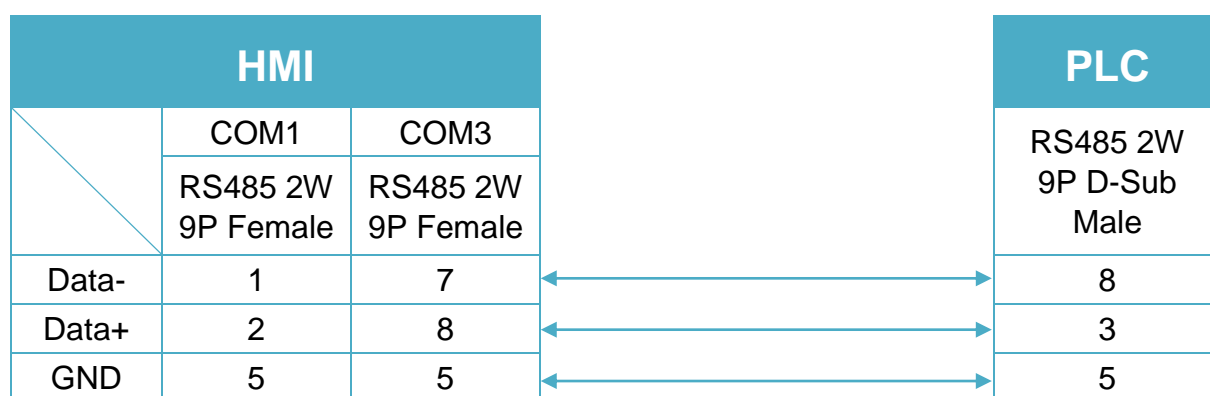 HMI PLC
COM1 COM3
RS485 2W
9P D-Sub
Male
RS485 2W RS485 2W
9P Female 9P Female
Data- 1 7 8
Data+ 2 8 3
GND 5 5 5